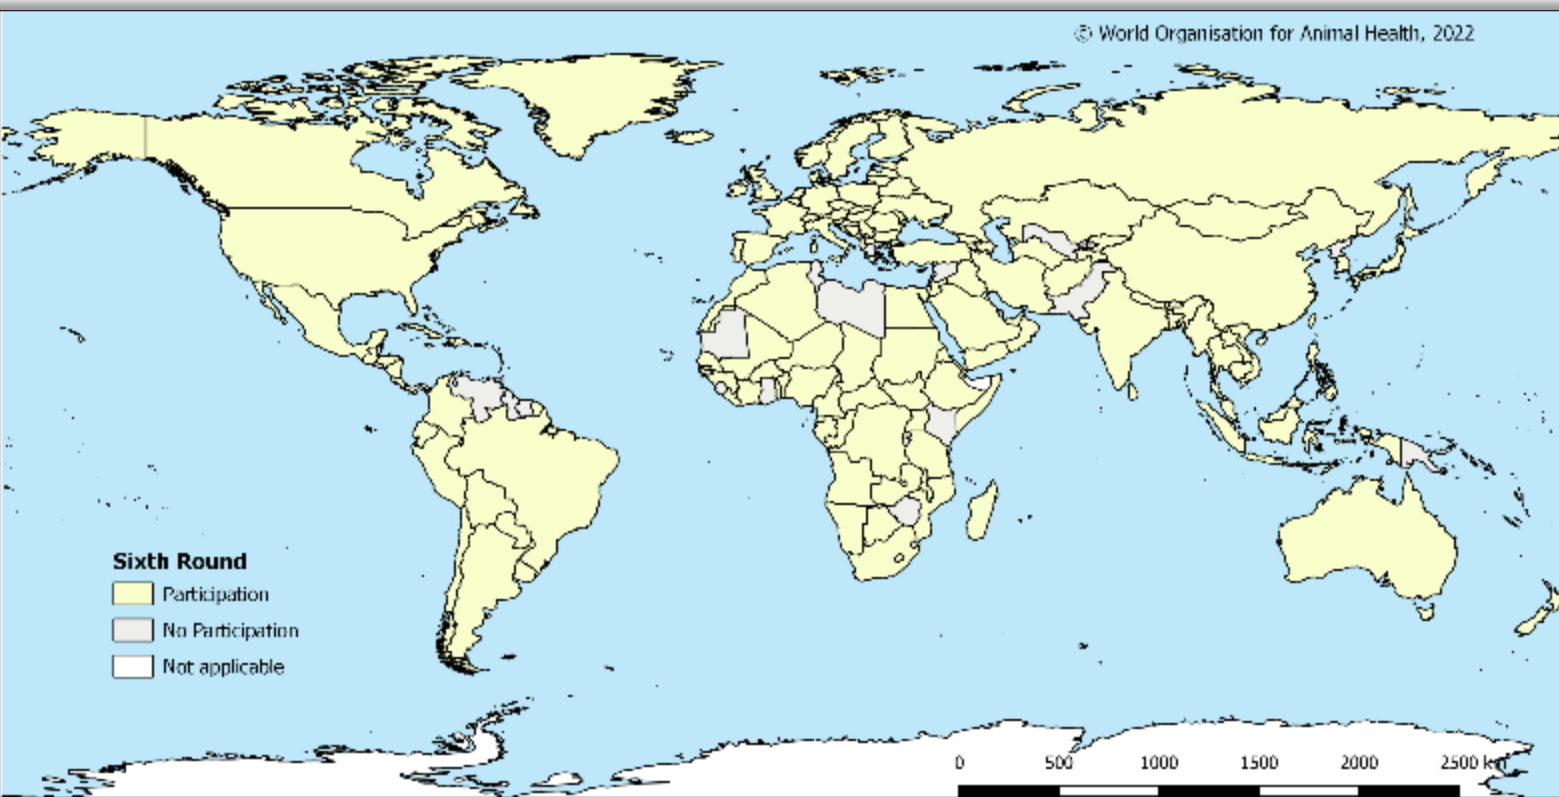 © World Organisation for Animal Health, 2022
Sixth Round
Participation
No Participation
Not applicable
0 500 1000 1500 2000 2500 km